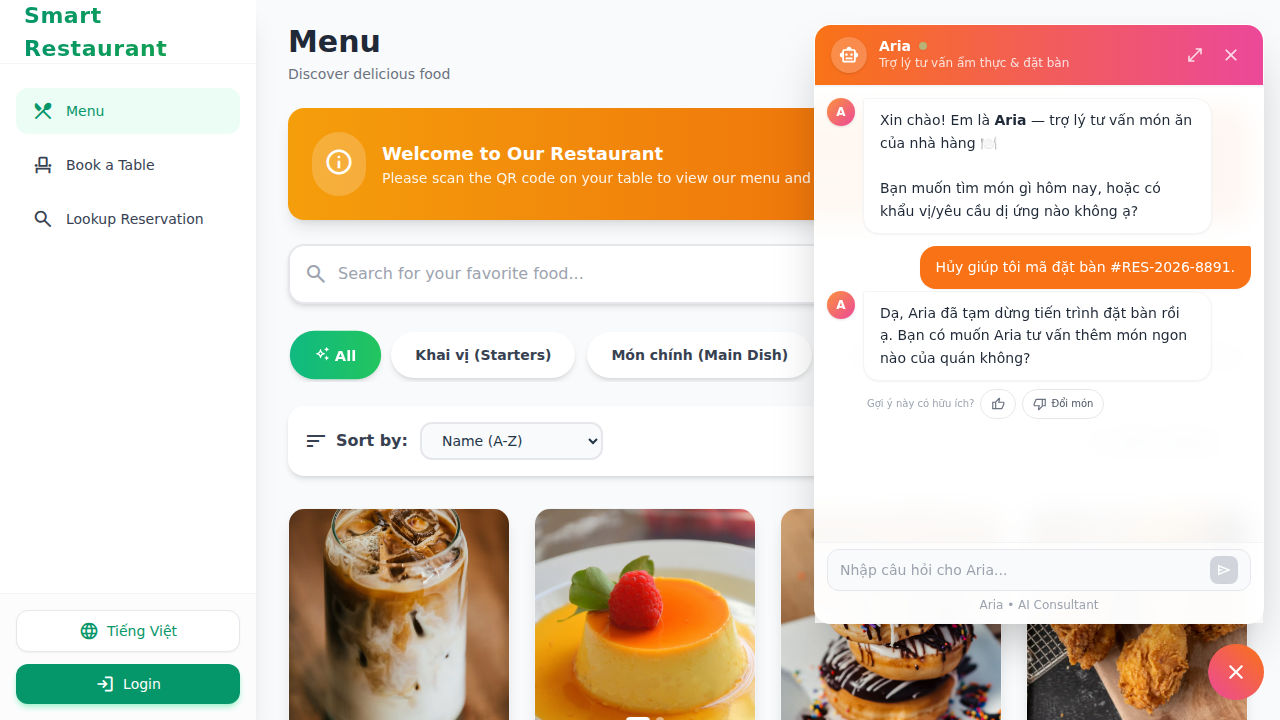 Smart
Restaurant
Menu
Book a Table
Lookup Reservation
Tiếng Việt
Login
Menu
Discover delicious food
Welcome to Our Restaurant
Please scan the QR code on your table to view our menu and
Search for your favorite food...
All
Khai vị (Starters)
Món chính (Main Dish)
Sort by:
Name (A-Z)
Aria
Trợ lý tư vấn ẩm thực & đặt bàn
A
Xin chào! Em là Aria — trợ lý tư vấn món ăn
của nhà hàng 🍽️
Bạn muốn tìm món gì hôm nay, hoặc có
khẩu vị/yêu cầu dị ứng nào không ạ?
Hủy giúp tôi mã đặt bàn #RES-2026-8891.
A
Dạ, Aria đã tạm dừng tiến trình đặt bàn rồi
ạ. Bạn có muốn Aria tư vấn thêm món ngon
nào của quán không?
Gợi ý này có hữu ích?
Đổi món
Nhập câu hỏi cho Aria...
Aria • AI Consultant